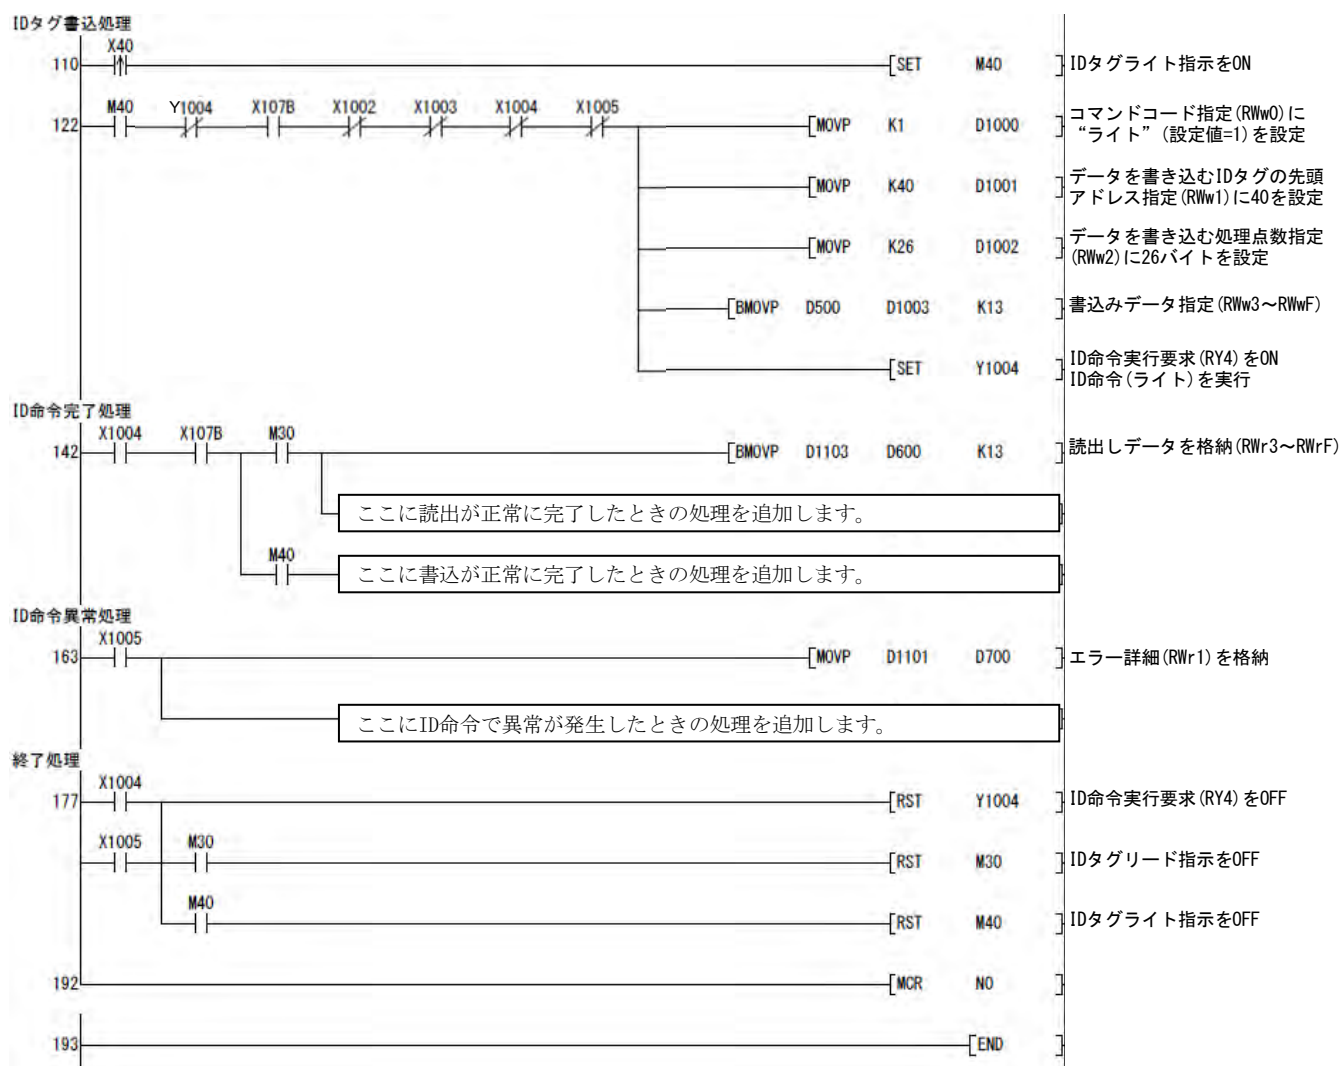 IDタグ書込処理
X40
110 SET M40 IDタグライト指示をON
M40 Y1004 X107B X1002 X1003 X1004 X1005
122 MOVP K1 D1000 コマンドコード指定(RWw0)に
“ライト”(設定値=1)を設定
MOVP K40 D1001 データを書き込むIDタグの先頭
アドレス指定(RWw1)に40を設定
MOVP K26 D1002 データを書き込む処理点数指定
(RWw2)に26バイトを設定
BMOVP D500 D1003 K13 書込みデータ指定(RWw3～RWwF)
SET Y1004 ID命令実行要求(RY4)をON
ID命令(ライト)を実行
ID命令完了処理
X1004 X107B M30
142 BMOVP D1103 D600 K13 読出しデータを格納(RWr3～RWrF)
ここに読出が正常に完了したときの処理を追加します。
M40
ここに書込が正常に完了したときの処理を追加します。
ID命令異常処理
X1005
163 MOVP D1101 D700 エラー詳細(RWr1)を格納
ここにID命令で異常が発生したときの処理を追加します。
終了処理
X1004
177 RST Y1004 ID命令実行要求(RY4)をOFF
X1005 M30
RST M30 IDタグリード指示をOFF
M40
RST M40 IDタグライト指示をOFF
192 MCR N0
193 END